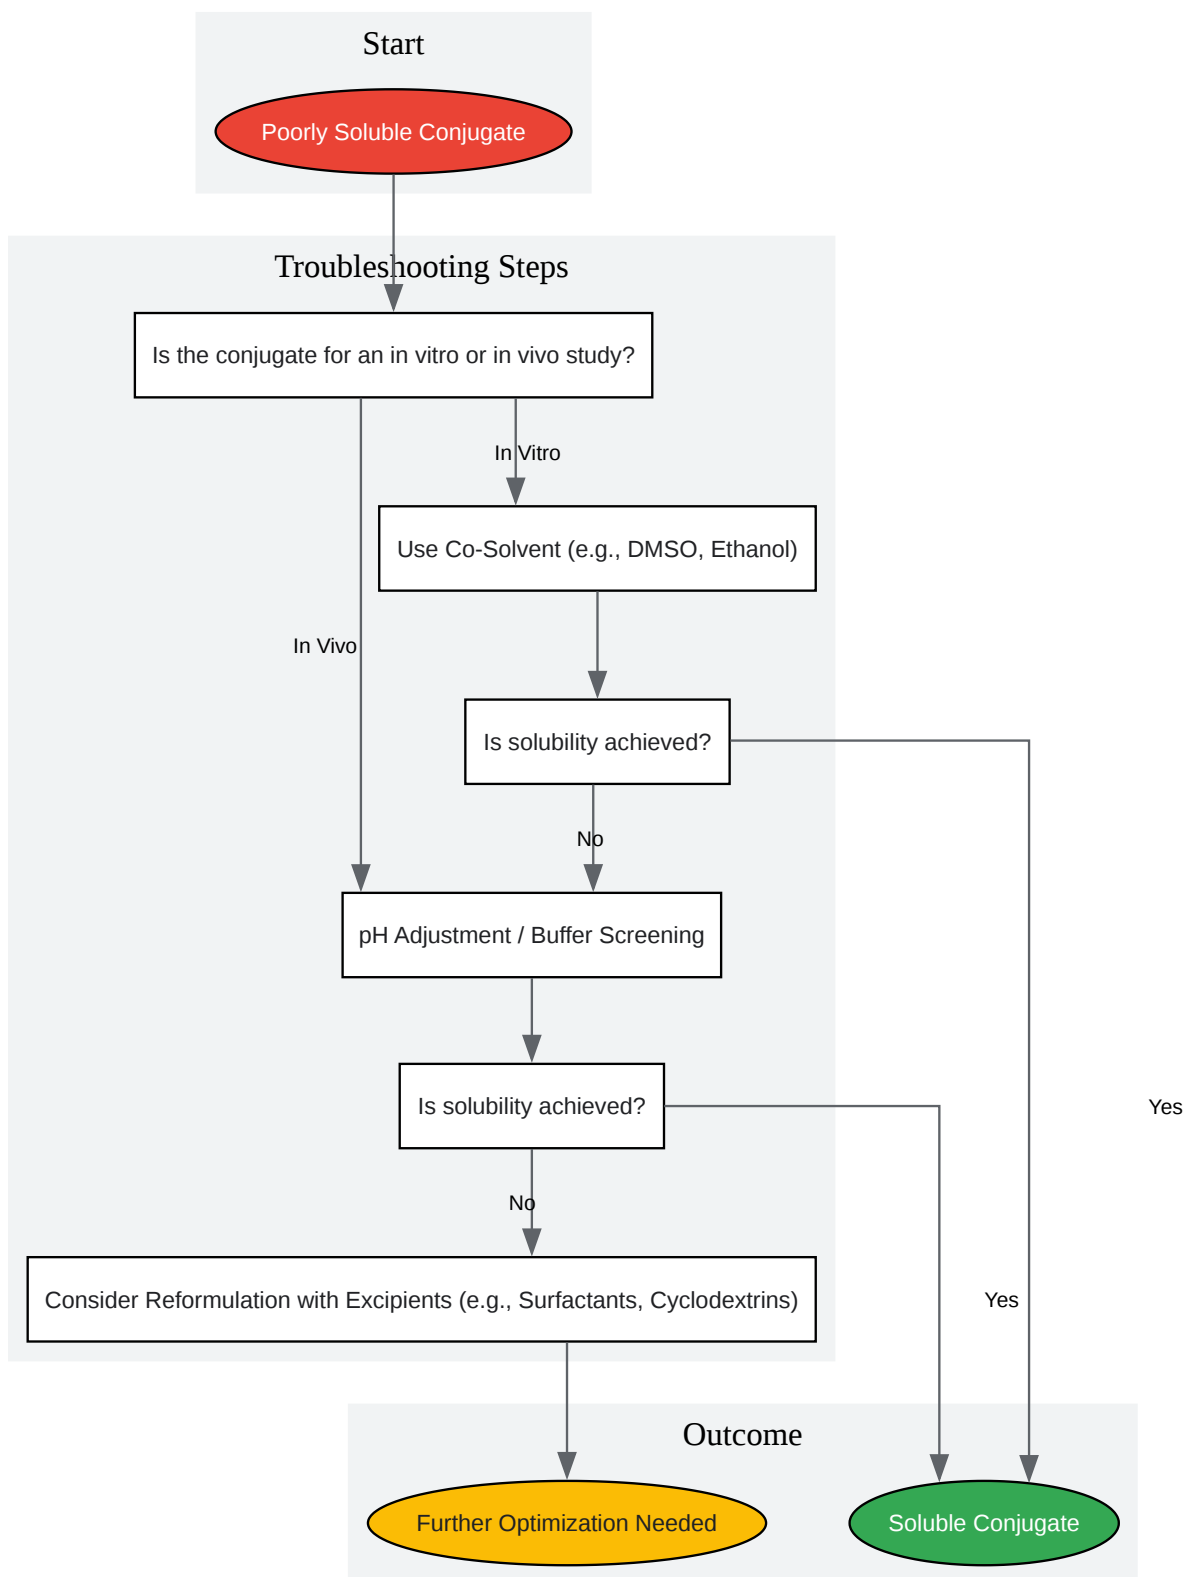 Start
Poorly Soluble Conjugate
Troubleshooting Steps
Is the conjugate for an in vitro or in vivo study?
In Vitro
Use Co-Solvent (e.g., DMSO, Ethanol)
In Vivo
Is solubility achieved?
No
pH Adjustment / Buffer Screening
Is solubility achieved?
Yes
No
Consider Reformulation with Excipients (e.g., Surfactants, Cyclodextrins)
Yes
Outcome
Further Optimization Needed
Soluble Conjugate